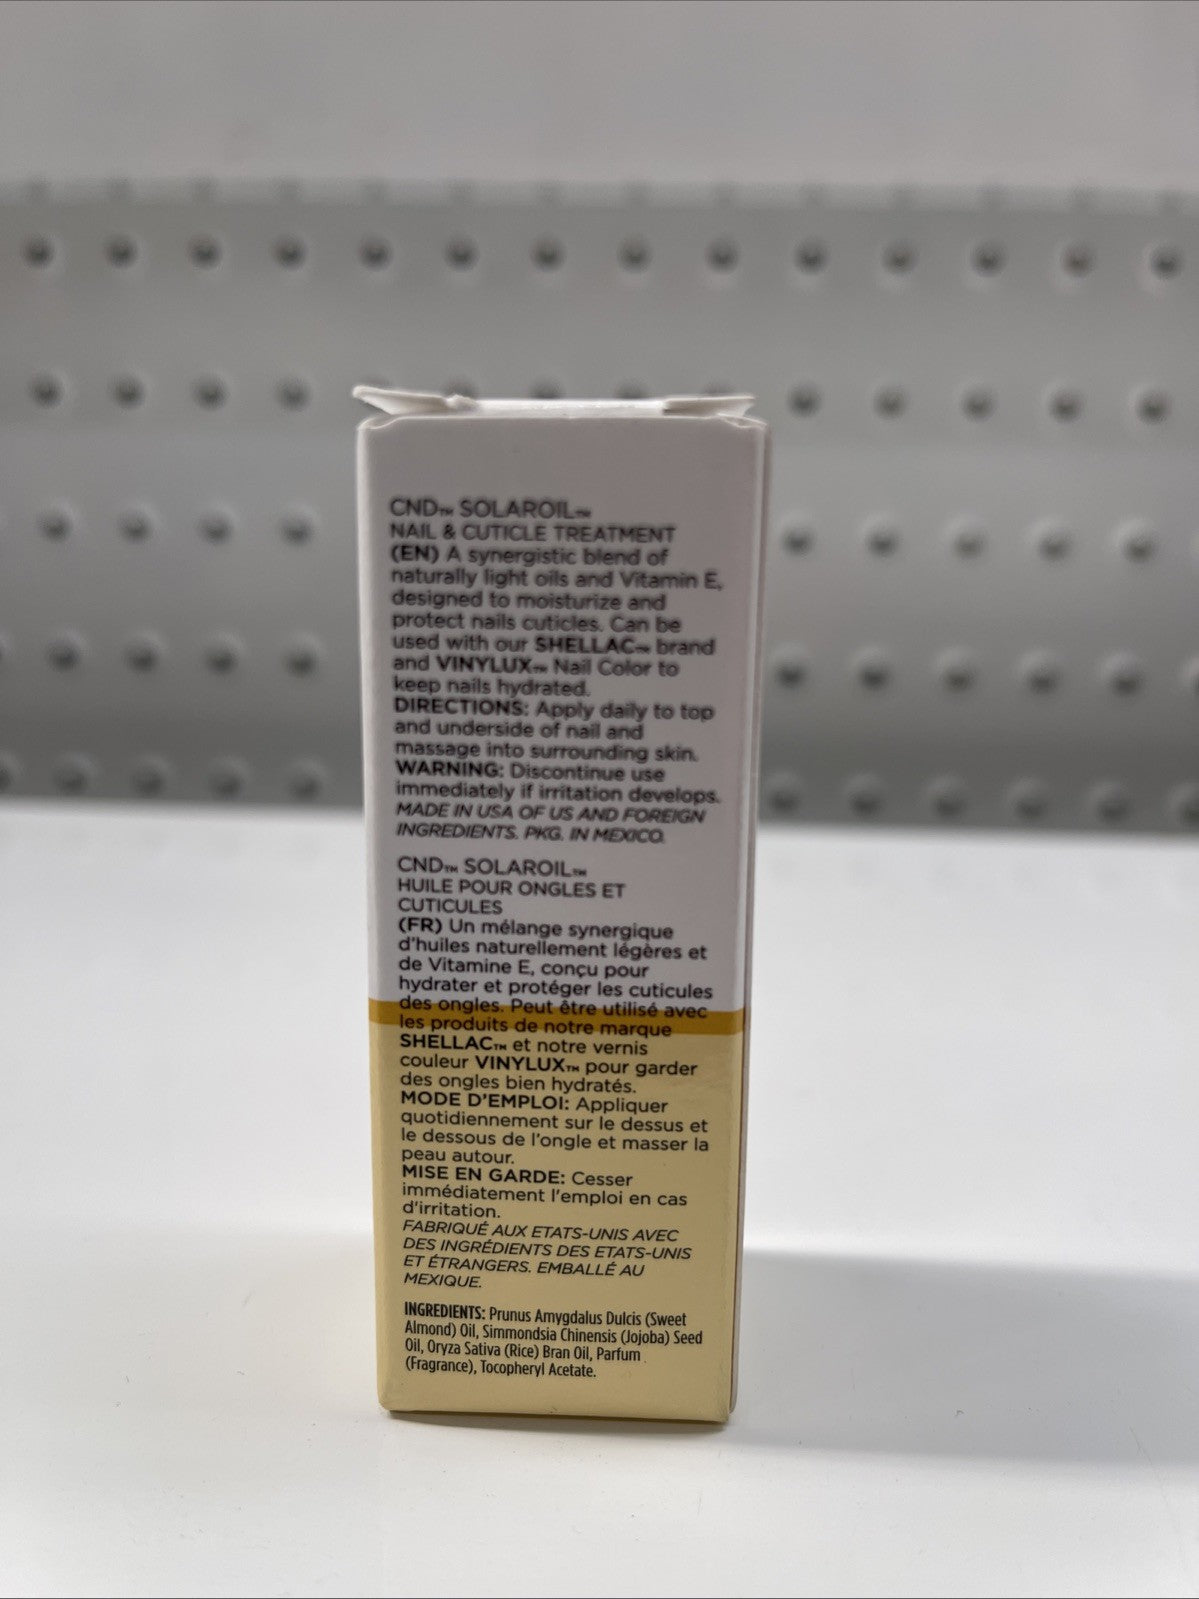 CND™ SOLAROIL™
NAIL & CUTICLE TREATMENT
(EN) A synergistic blend of
naturally light oils and Vitamin E,
designed to moisturize and
protect nails cuticles. Can be
used with our SHELLAC™ brand
and VINYLUX™ Nail Color to
keep nails hydrated.
DIRECTIONS: Apply daily to top
and underside of nail and
massage into surrounding skin.
WARNING: Discontinue use
immediately if irritation develops.
MADE IN USA OF US AND FOREIGN
INGREDIENTS. PKG. IN MEXICO.
CND™ SOLAROIL™
HUILE POUR ONGLES ET
CUTICULES
(FR) Un mélange synergique
d'huiles naturellement légères et
de Vitamine E, conçu pour
hydrater et protéger les cuticules
des ongles. Peut être utilisé avec
les produits de notre marque
SHELLAC™ et notre vernis
couleur VINYLUX™ pour garder
des ongles bien hydratés.
MODE D'EMPLOI: Appliquer
quotidiennement sur le dessus et
le dessous de l'ongle et masser la
peau autour.
MISE EN GARDE: Cesser
immédiatement l'emploi en cas
d'irritation.
FABRIQUÉ AUX ETATS-UNIS AVEC
DES INGRÉDIENTS DES ETATS-UNIS
ET ÉTRANGERS. EMBALLÉ AU
MEXIQUE.
INGREDIENTS: Prunus Amygdalus Dulcis (Sweet
Almond) Oil, Simmondsia Chinensis (Jojoba) Seed
Oil, Oryza Sativa (Rice) Bran Oil, Parfum
(Fragrance), Tocopheryl Acetate.